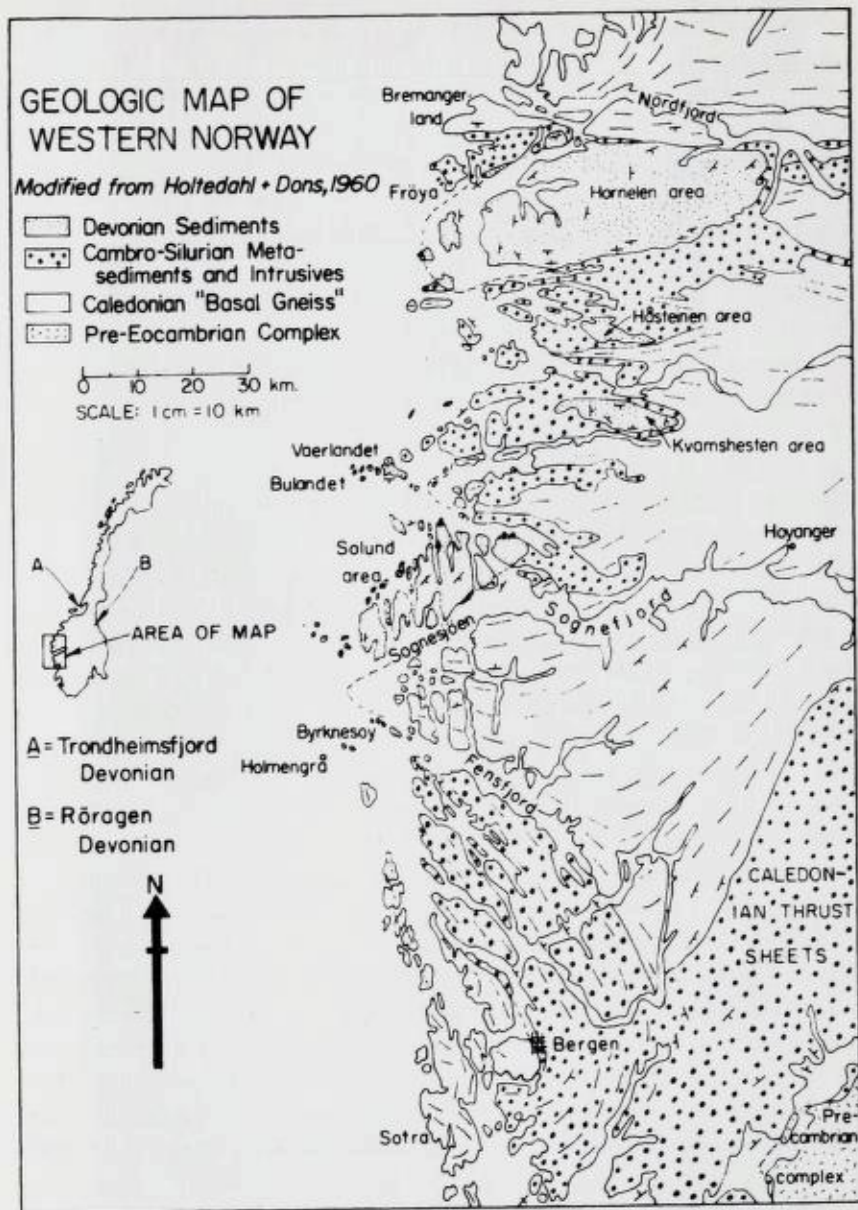 GEOLOGIC MAP OF
WESTERN NORWAY
Modified from Holtedahl + Dons, 1960
Devonian Sediments
Cambro-Silurian Meta-
sediments and Intrusives
Caledonian "Basal Gneiss"
Pre-Eocambrian Complex
0 10 20 30 km.
SCALE: 1 cm = 10 km
A
B
AREA OF MAP
A = Trondheimsfjord
Devonian
B = Röragen
Devonian
N
Bremanger
land
Nordfjord
Fröya
Hornelen area
Håsteinen area
Kvamshesten area
Vaerlandet
Bulandet
Solund
area
Hoyanger
Sognefjord
Sognesjöen
Byrknesoy
Holmengrå
Fensfjord
CALEDON-
IAN THRUST
SHEETS
Bergen
Sotra
Pre-
cambrian
complex